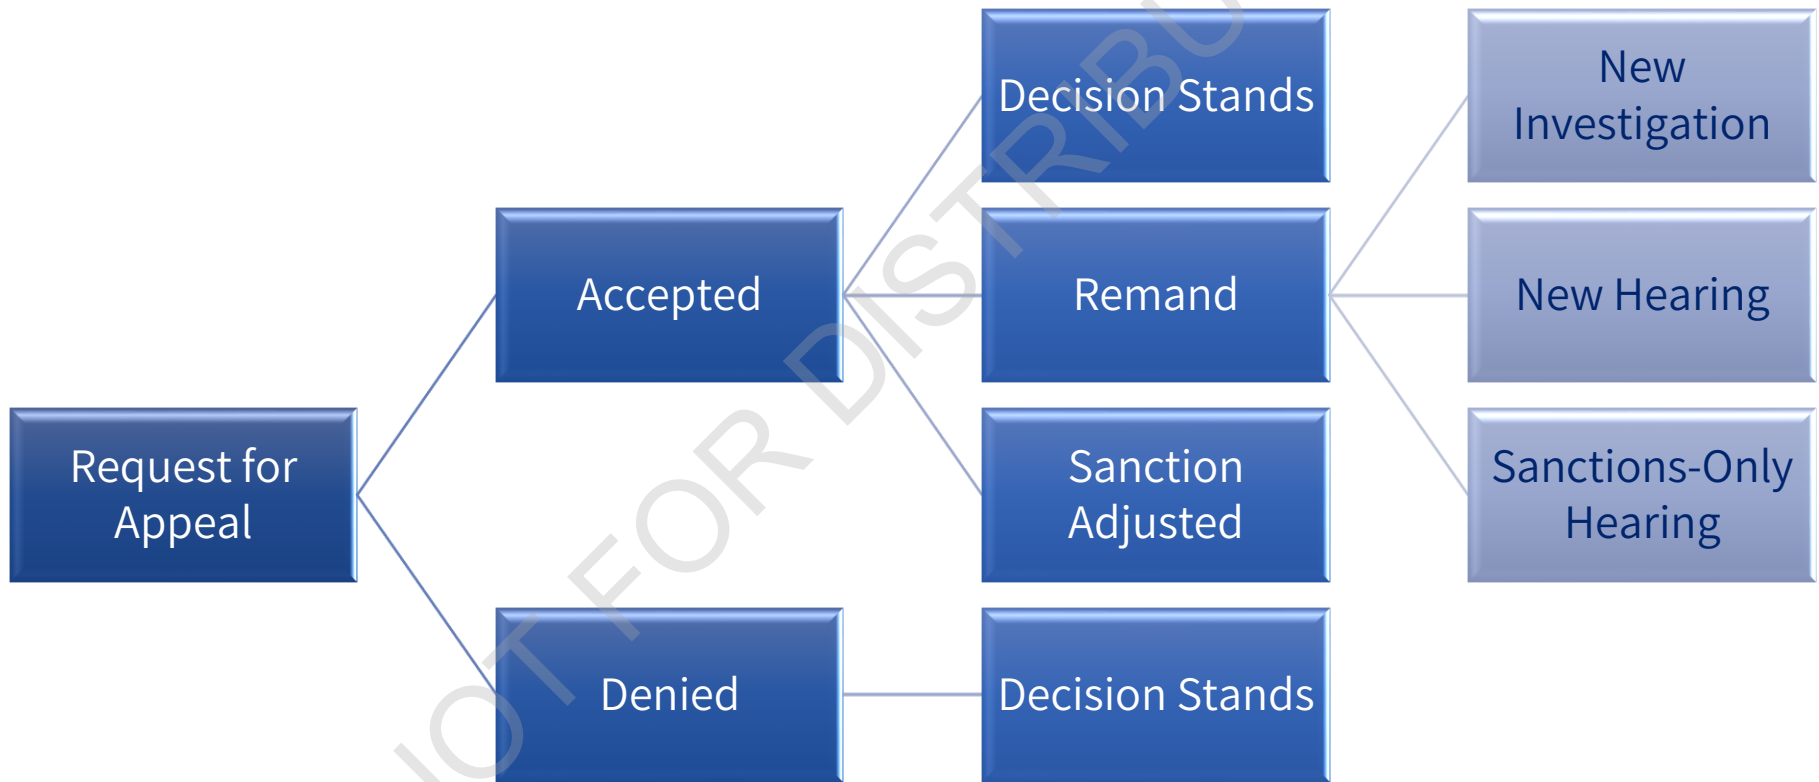 Request for
Appeal
Accepted
Denied
Decision Stands
Remand
Sanction
Adjusted
Decision Stands
New
Investigation
New Hearing
Sanctions-Only
Hearing
FOR